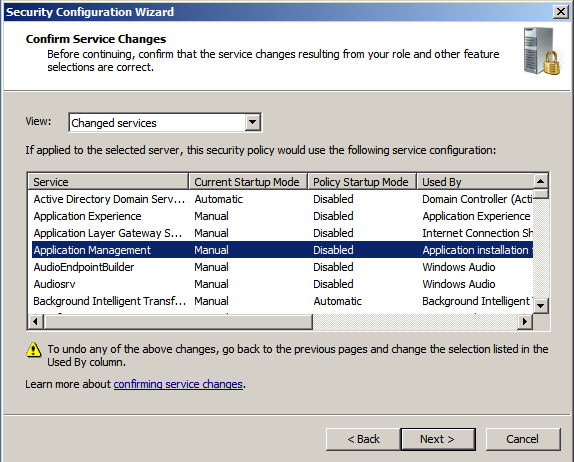 Security Configuration Wizard
Confirm Service Changes
Before continuing, confirm that the service changes resulting from your role and other feature
selections are correct.
View: Changed services
If applied to the selected server, this security policy would use the following service configuration:
Service Current Startup Mode Policy Startup Mode Used By
Active Directory Domain Serv... Automatic Disabled Domain Controller (Acti
Application Experience Manual Disabled Application Experience
Application Layer Gateway S... Manual Disabled Internet Connection Sh
Application Management Manual Disabled Application installation
AudioEndpointBuilder Manual Disabled Windows Audio
Audiosrv Manual Disabled Windows Audio
Background Intelligent Transf... Manual Automatic Background Intelligent
To undo any of the above changes, go back to the previous pages and change the selection listed in the
Used By column.
Learn more about confirming service changes.
< Back Next > Cancel